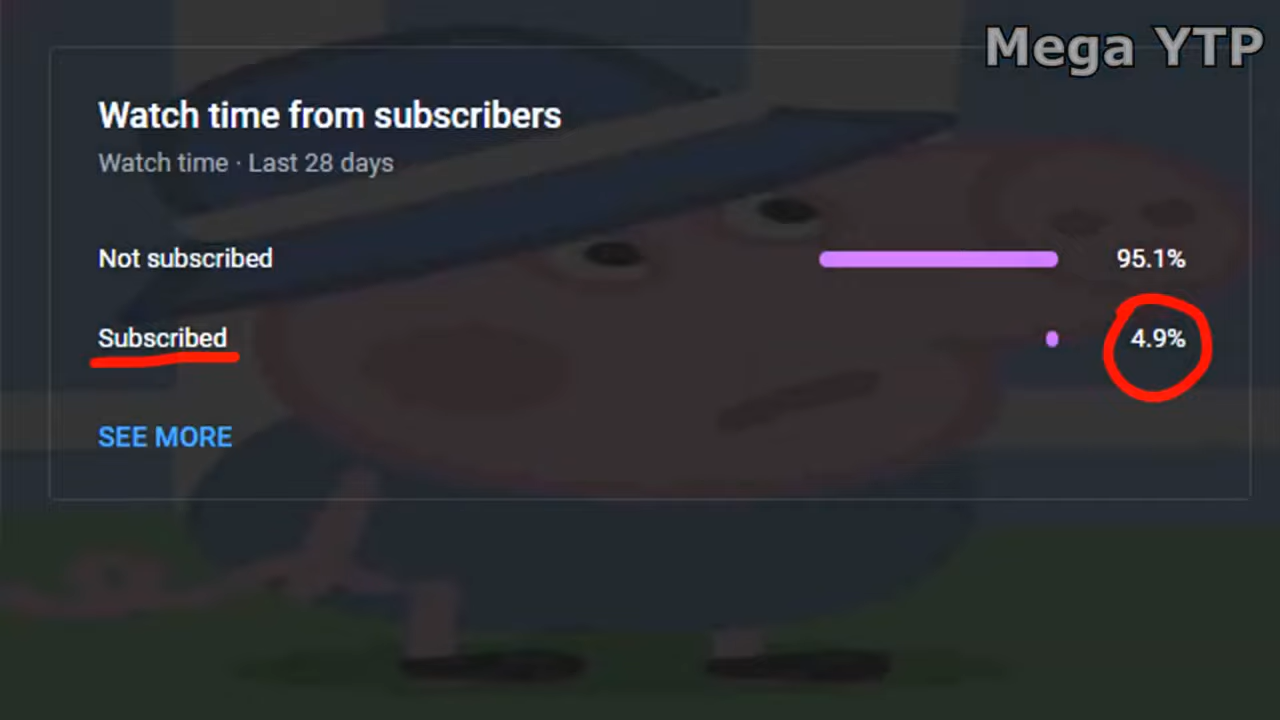 Mega YTP
Watch time from subscribers
Watch time · Last 28 days
Not subscribed 95.1%
Subscribed 4.9%
SEE MORE